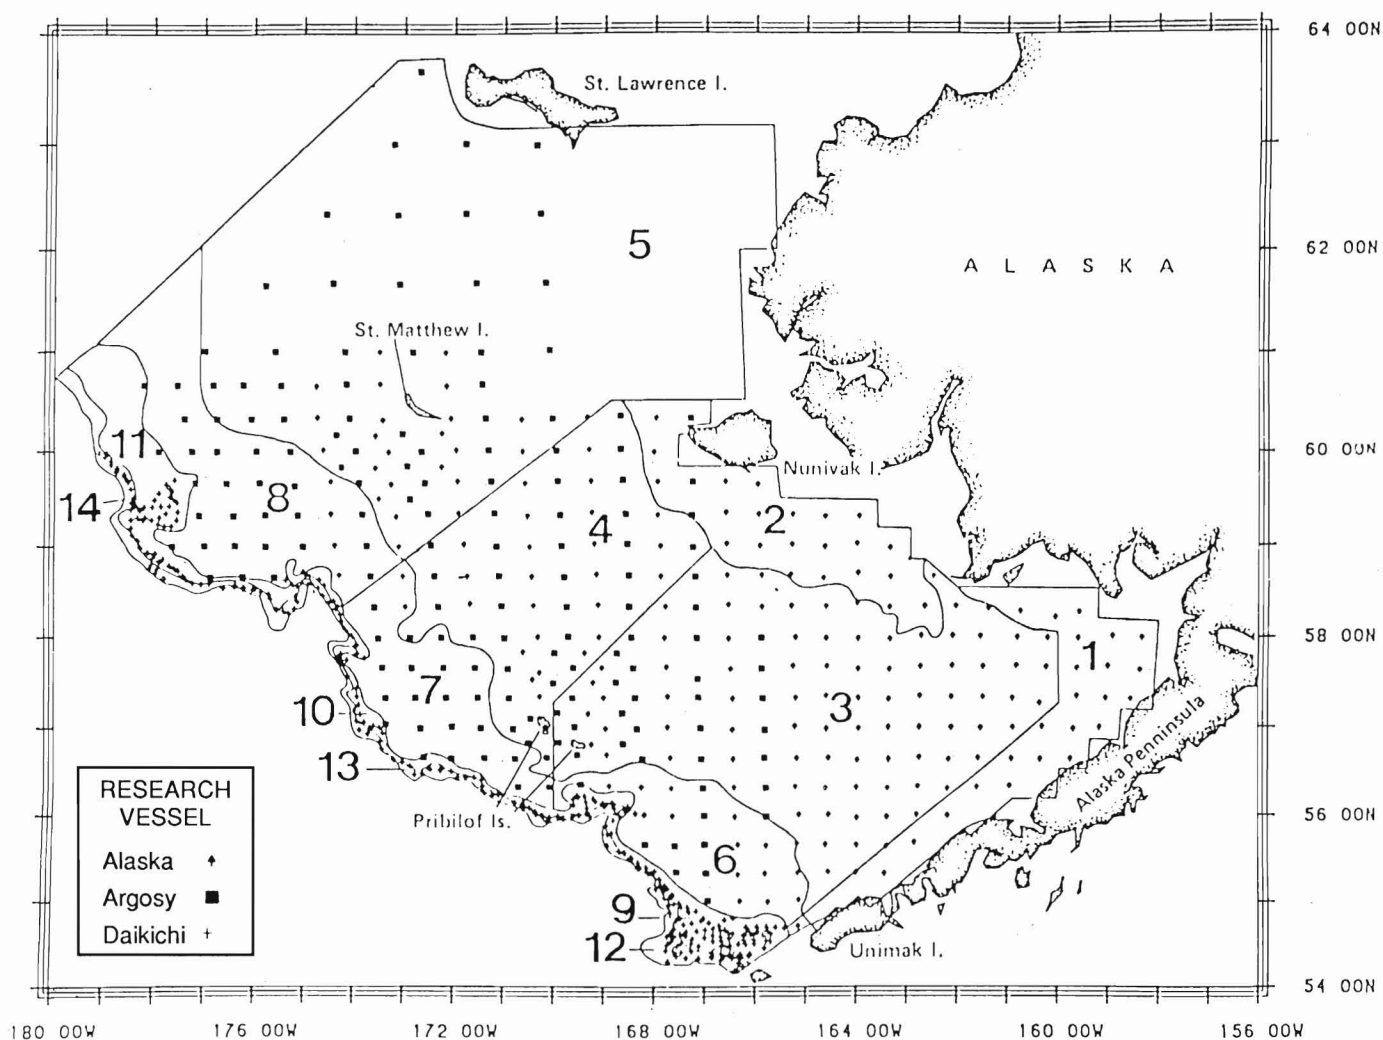 64 00N
St. Lawrence I.
5
62 00N
ALASKA
St. Matthew I.
11
60 00N
Nunivak I.
8
14
4
2
58 00N
1
7
3
10
13
Alaska Penninsula
RESEARCH
VESSEL
Alaska
Argosy
Daikichi
Pribilof Is.
56 00N
6
9
12
Unimak I.
54 00N
180 00W
176 00W
172 00W
168 00W
164 00W
160 00W
156 00W